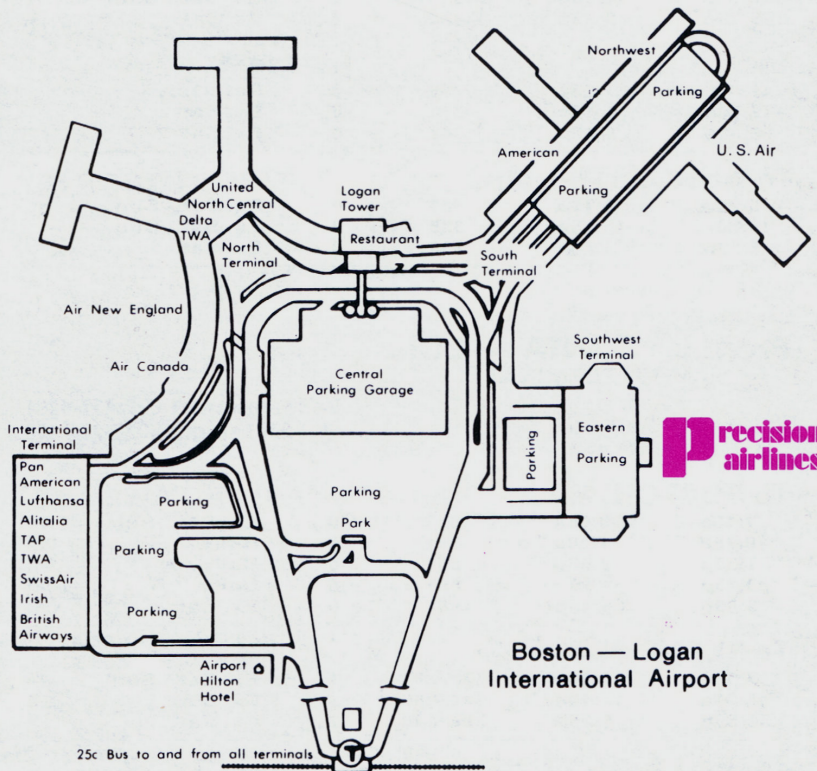 Northwest
Parking
American
U. S. Air
Parking
United
North Central
Delta
TWA
Logan
Tower
Restaurant
North
Terminal
South
Terminal
Air New England
Air Canada
Central
Parking Garage
Southwest
Terminal
Eastern
Parking
Parking
Precision
airlines
International
Terminal
Pan
American
Lufthansa
Alitalia
TAP
TWA
SwissAir
Irish
British
Airways
Parking
Parking
Parking
Parking
Park
Airport
Hilton
Hotel
Boston — Logan
International Airport
25c Bus to and from all terminals
T